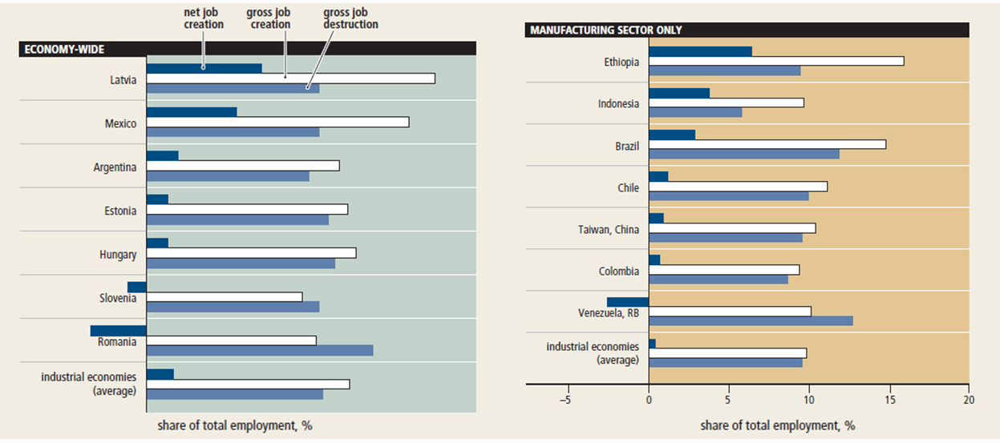 net job
creation
gross job
creation
gross job
destruction
ECONOMY-WIDE
Latvia
Mexico
Argentina
Estonia
Hungary
Slovenia
Romania
industrial economies
(average)
share of total employment, %
MANUFACTURING SECTOR ONLY
Ethiopia
Indonesia
Brazil
Chile
Taiwan, China
Colombia
Venezuela, RB
industrial economies
(average)
–5 0 5 10 15 20
share of total employment, %